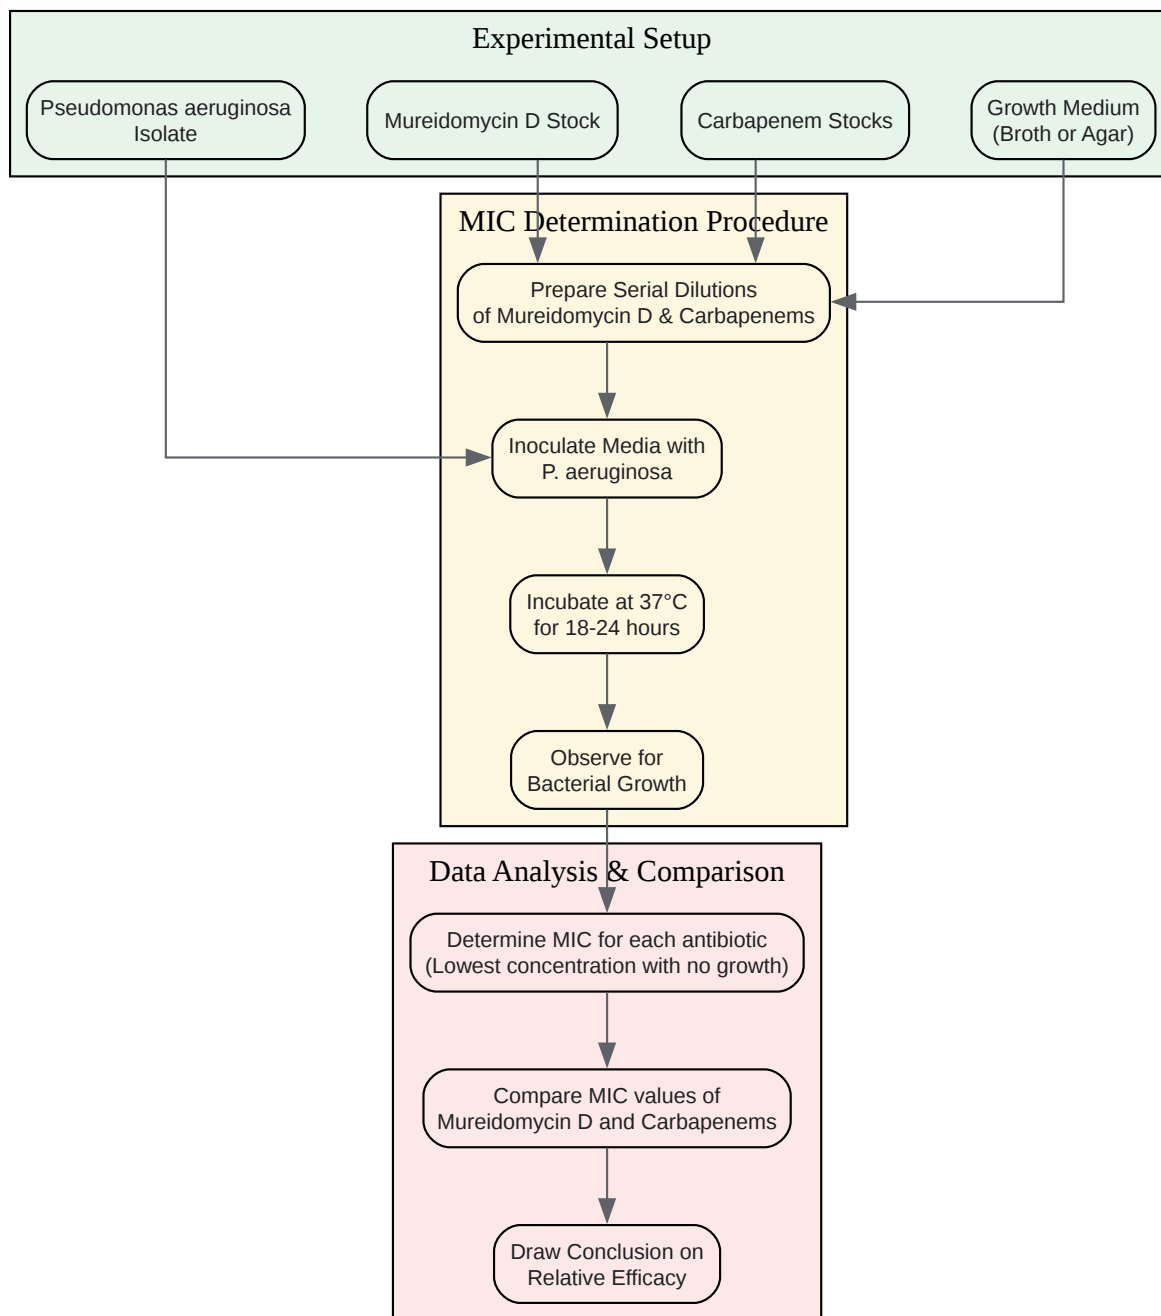 Experimental Setup
Pseudomonas aeruginosa
Isolate
Mureidomycin D Stock
Carbapenem Stocks
Growth Medium
(Broth or Agar)
MIC Determination Procedure
Prepare Serial Dilutions
of Mureidomycin D & Carbapenems
Inoculate Media with
P. aeruginosa
Incubate at 37°C
for 18-24 hours
Observe for
Bacterial Growth
Data Analysis & Comparison
Determine MIC for each antibiotic
(Lowest concentration with no growth)
Compare MIC values of
Mureidomycin D and Carbapenems
Draw Conclusion on
Relative Efficacy